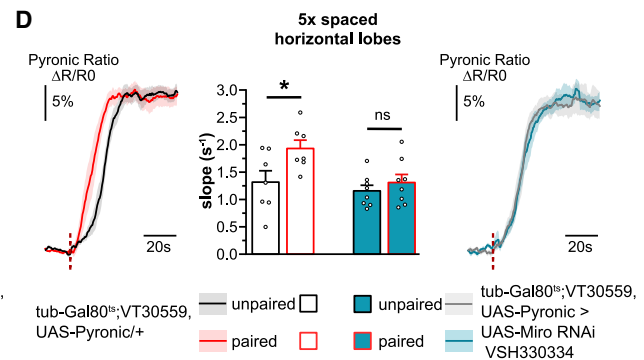 D
5x spaced
horizontal lobes
Pyronic Ratio
ΔR/R0
5%
20s
slope (s⁻¹)
3.0
2.5
2.0
1.5
1.0
0.5
0.0
*
ns
Pyronic Ratio
ΔR/R0
5%
20s
,
tub-Gal80ᵗˢ;VT30559,
UAS-Pyronic/+
unpaired
unpaired
paired
paired
tub-Gal80ᵗˢ;VT30559,
UAS-Pyronic >
UAS-Miro RNAi
VSH330334